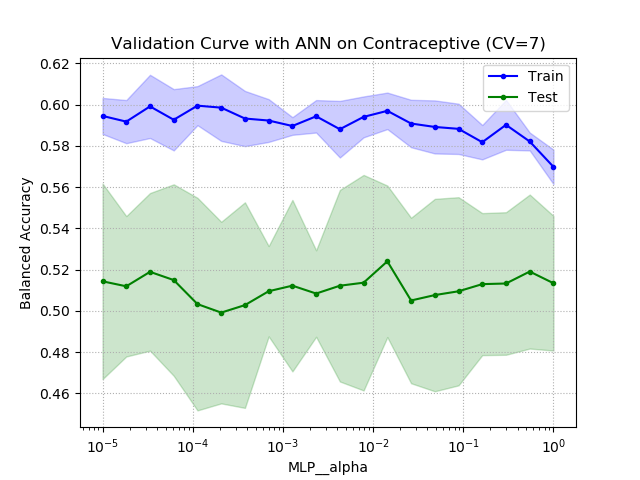 Validation Curve with ANN on Contraceptive (CV=7)
Train
Test
Balanced Accuracy
0.62
0.60
0.58
0.56
0.54
0.52
0.50
0.48
0.46
10⁻⁵ 10⁻⁴ 10⁻³ 10⁻² 10⁻¹ 10⁰
MLP__alpha